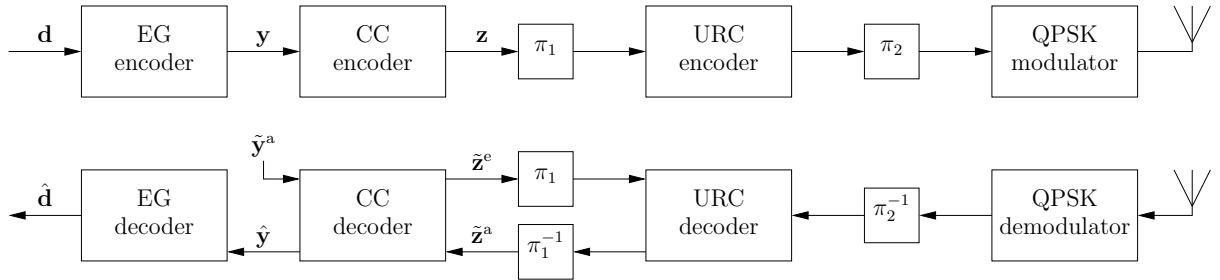 d
EG encoder
y
CC encoder
z
π₁
URC encoder
π₂
QPSK modulator
ỹᵃ
d̂
EG decoder
ŷ
CC decoder
z̃ᵉ
π₁
z̃ᵃ
π₁⁻¹
URC decoder
π₂⁻¹
QPSK demodulator